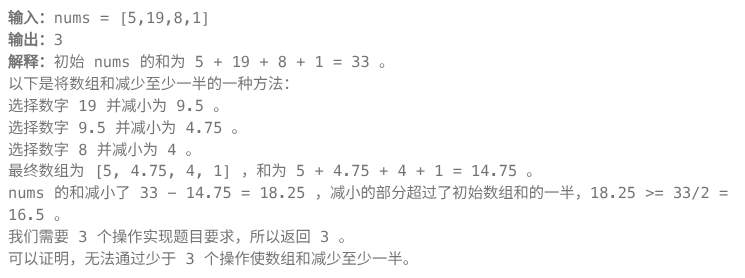 输入：nums = [5,19,8,1]
输出：3
解释：初始 nums 的和为 5 + 19 + 8 + 1 = 33 。
以下是将数组和减少至少一半的一种方法：
选择数字 19 并减小为 9.5 。
选择数字 9.5 并减小为 4.75 。
选择数字 8 并减小为 4 。
最终数组为 [5, 4.75, 4, 1] ，和为 5 + 4.75 + 4 + 1 = 14.75 。
nums 的和减小了 33 - 14.75 = 18.25 ，减小的部分超过了初始数组和的一半，18.25 >= 33/2 =
16.5 。
我们需要 3 个操作实现题目要求，所以返回 3 。
可以证明，无法通过少于 3 个操作使数组和减少至少一半。